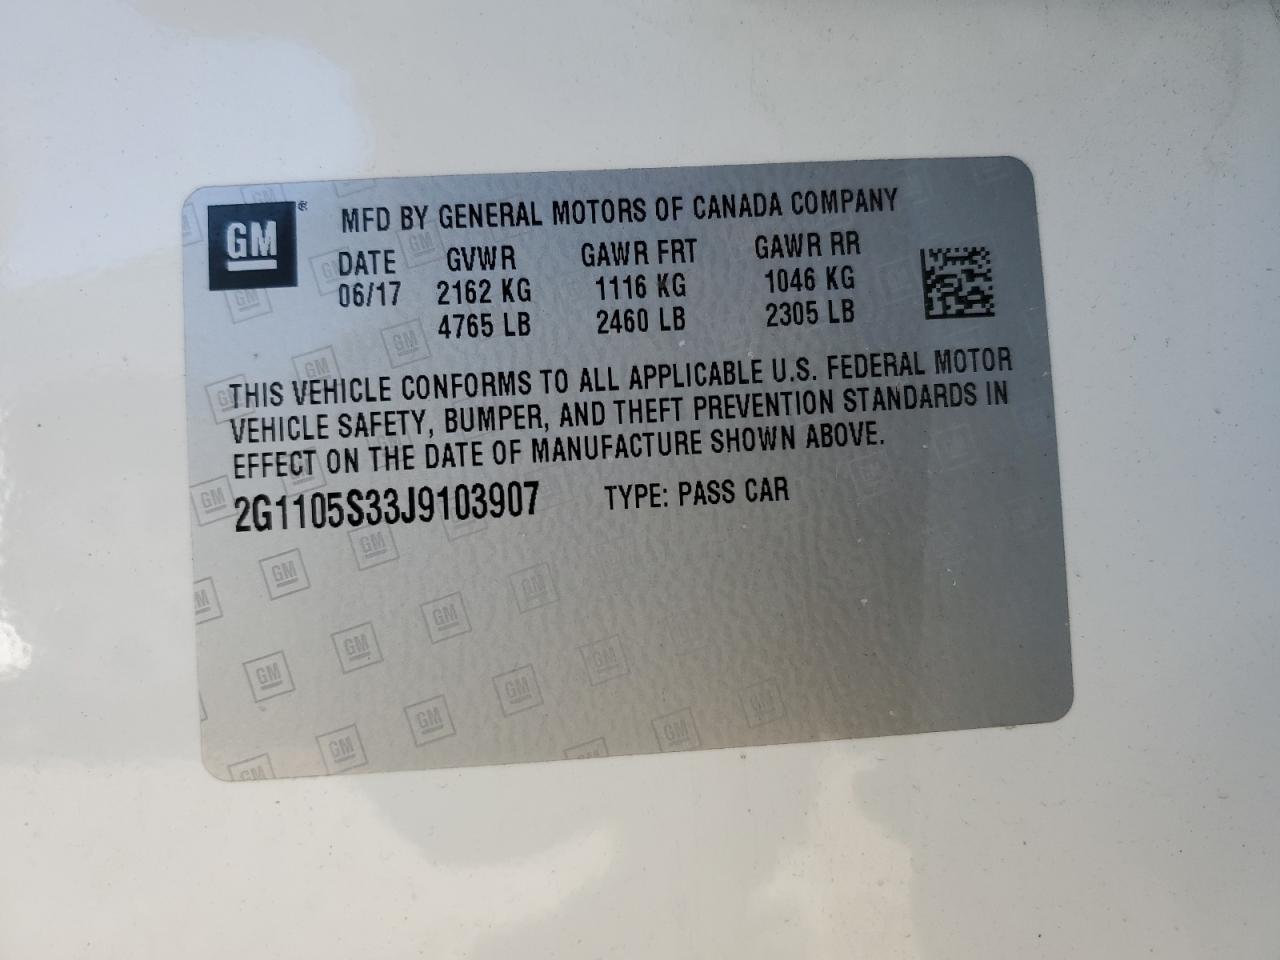 GM
MFD BY GENERAL MOTORS OF CANADA COMPANY
DATE GVWR GAWR FRT GAWR RR
06/17 2162 KG 1116 KG 1046 KG
4765 LB 2460 LB 2305 LB
THIS VEHICLE CONFORMS TO ALL APPLICABLE U.S. FEDERAL MOTOR
VEHICLE SAFETY, BUMPER, AND THEFT PREVENTION STANDARDS IN
EFFECT ON THE DATE OF MANUFACTURE SHOWN ABOVE.
2G1105S33J9103907 TYPE: PASS CAR